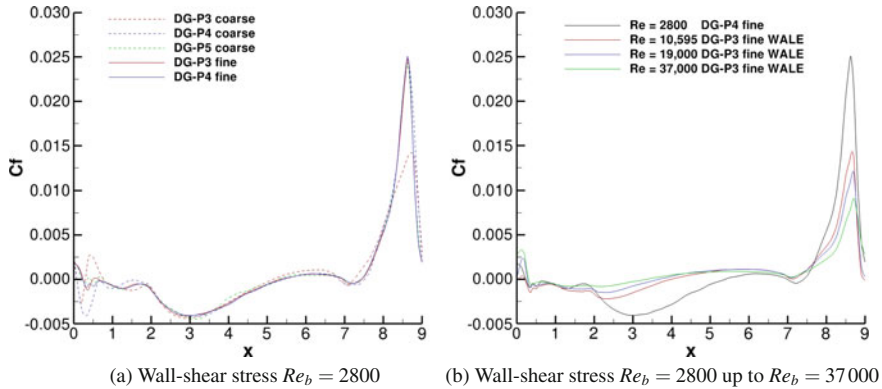 0.030
0.025
0.020
0.015
0.010
0.005
0.000
-0.005
Cf
DG-P3 coarse
DG-P4 coarse
DG-P5 coarse
DG-P3 fine
DG-P4 fine
0 1 2 3 4 5 6 7 8 9
x
(a) Wall-shear stress Re_b = 2800
0.030
0.025
0.020
0.015
0.010
0.005
0.000
-0.005
Cf
Re = 2800 DG-P4 fine
Re = 10,595 DG-P3 fine WALE
Re = 19,000 DG-P3 fine WALE
Re = 37,000 DG-P3 fine WALE
0 1 2 3 4 5 6 7 8 9
x
(b) Wall-shear stress Re_b = 2800 up to Re_b = 37 000